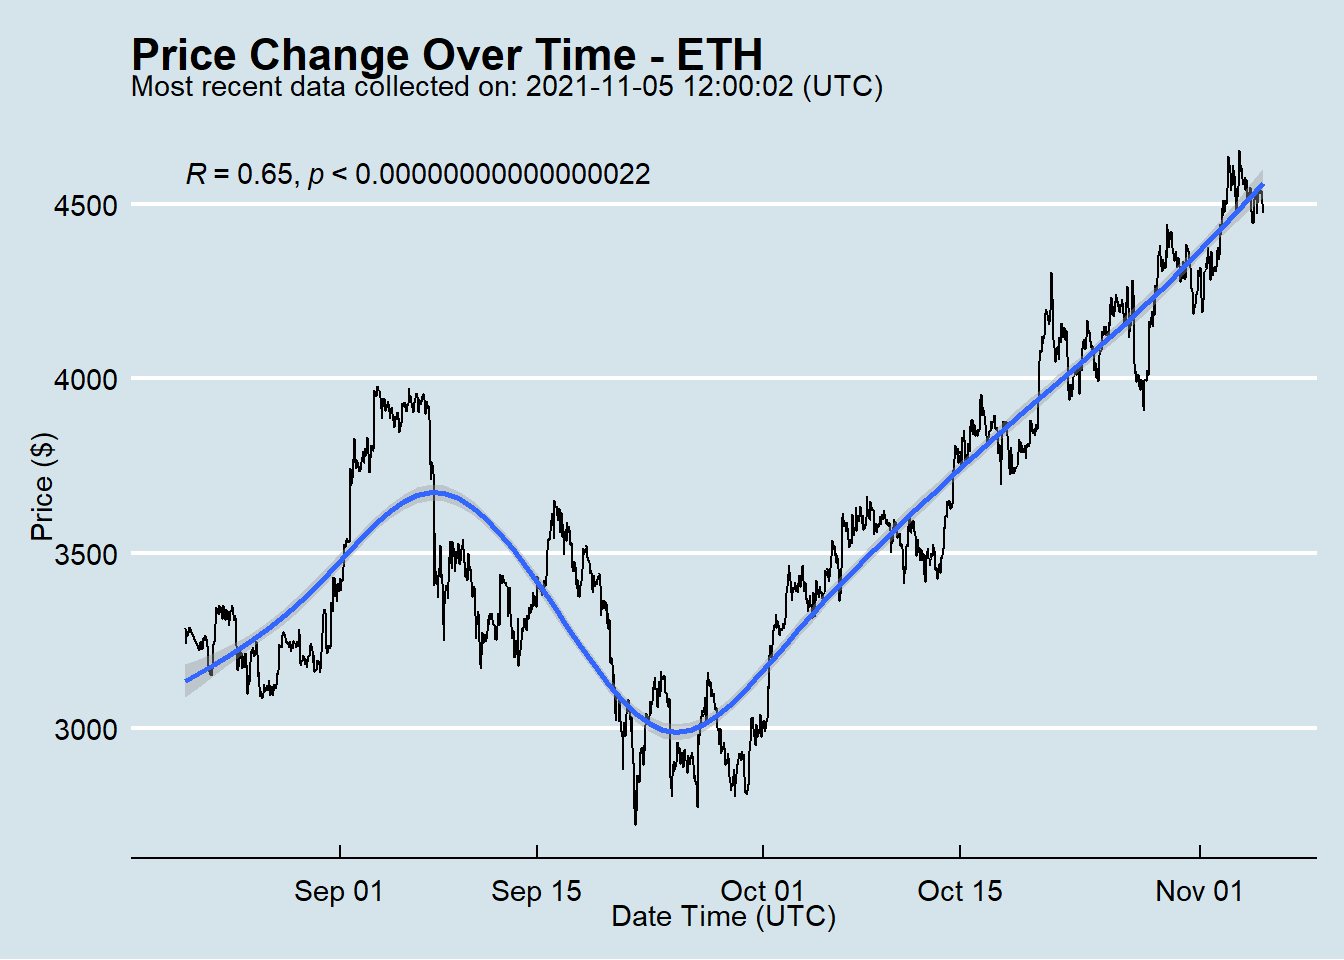 Price Change Over Time - ETH
Most recent data collected on: 2021-11-05 12:00:02 (UTC)
R = 0.65, p < 0.00000000000000022
4500
4000
3500
3000
Price ($)
Sep 01
Sep 15
Oct 01
Oct 15
Nov 01
Date Time (UTC)